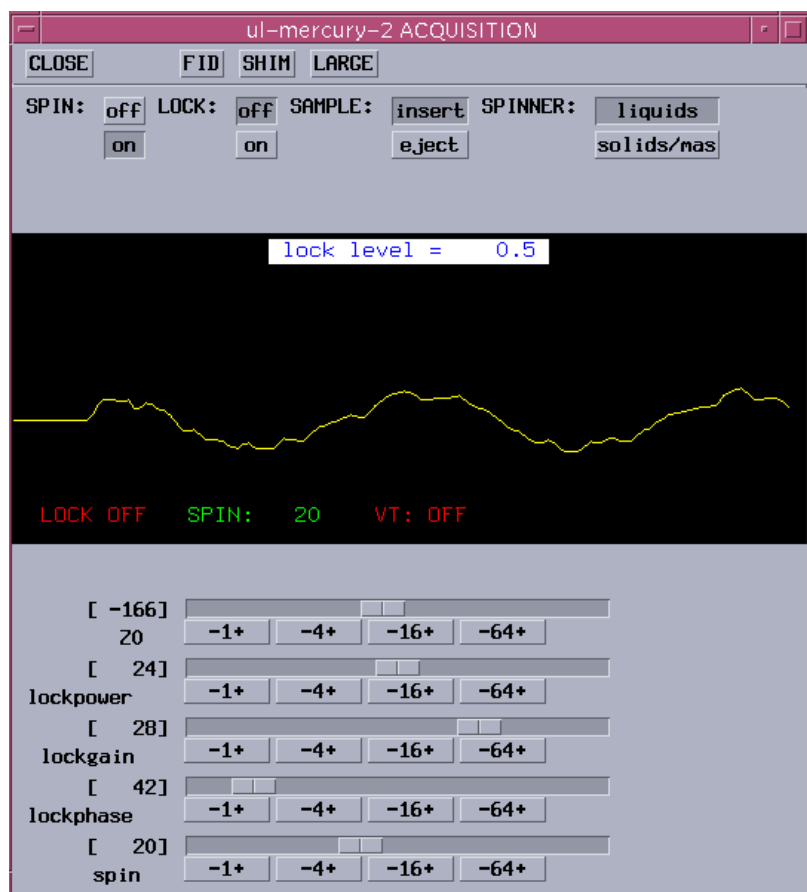 ul-mercury-2 ACQUISITION
CLOSE FID SHIM LARGE
SPIN: off LOCK: off SAMPLE: insert SPINNER: liquids
on on eject solids/mas
lock level = 0.5
LOCK OFF SPIN: 20 VT: OFF
[ -166]
Z0 -1+ -4+ -16+ -64+
[ 24]
lockpower -1+ -4+ -16+ -64+
[ 28]
lockgain -1+ -4+ -16+ -64+
[ 42]
lockphase -1+ -4+ -16+ -64+
[ 20]
spin -1+ -4+ -16+ -64+